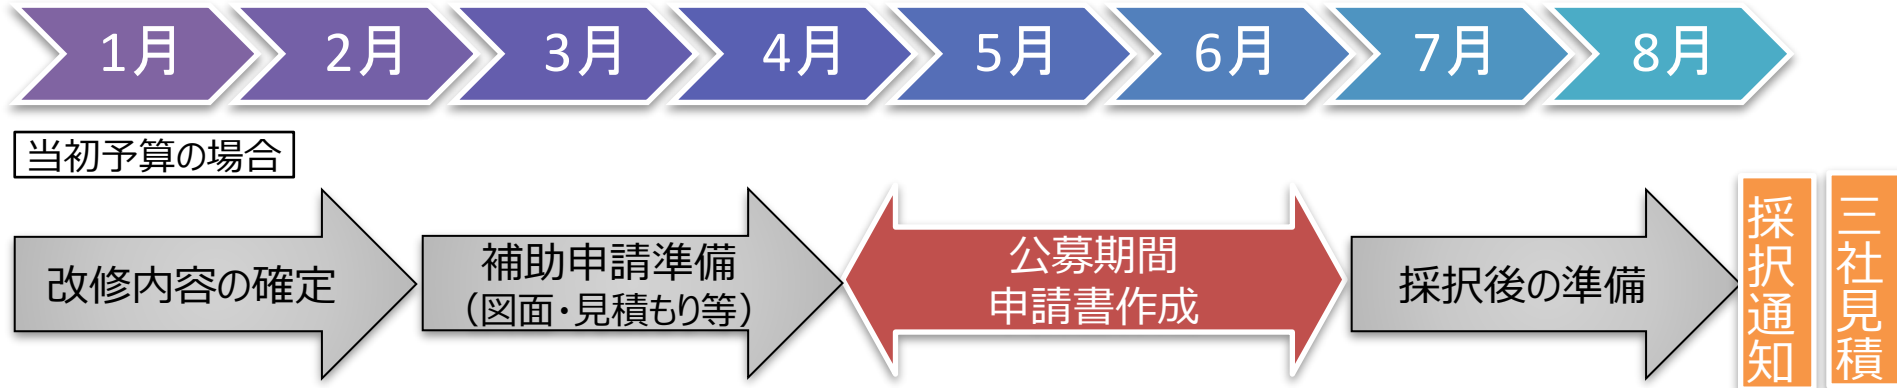 1月 2月 3月 4月 5月 6月 7月 8月
当初予算の場合
改修内容の確定
補助申請準備
（図面・見積もり等）
公募期間
申請書作成
採択後の準備
採択通知
三社見積